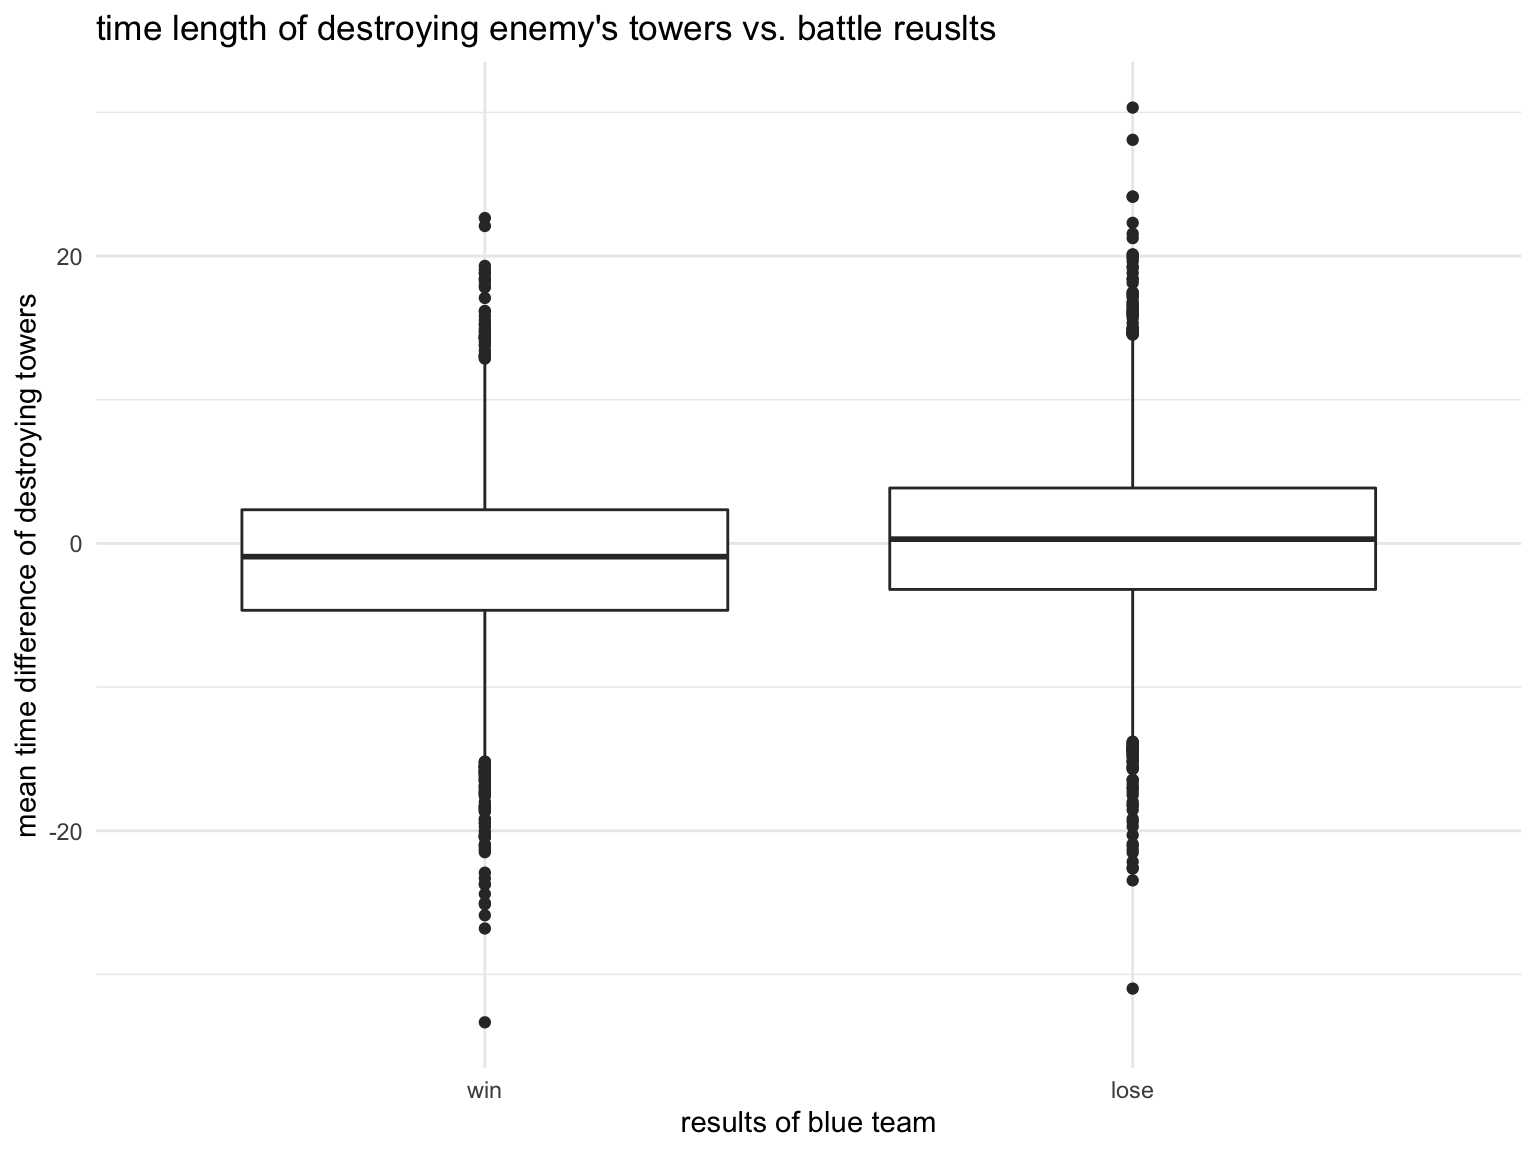 time length of destroying enemy's towers vs. battle reuslts
mean time difference of destroying towers
20
0
-20
win
lose
results of blue team